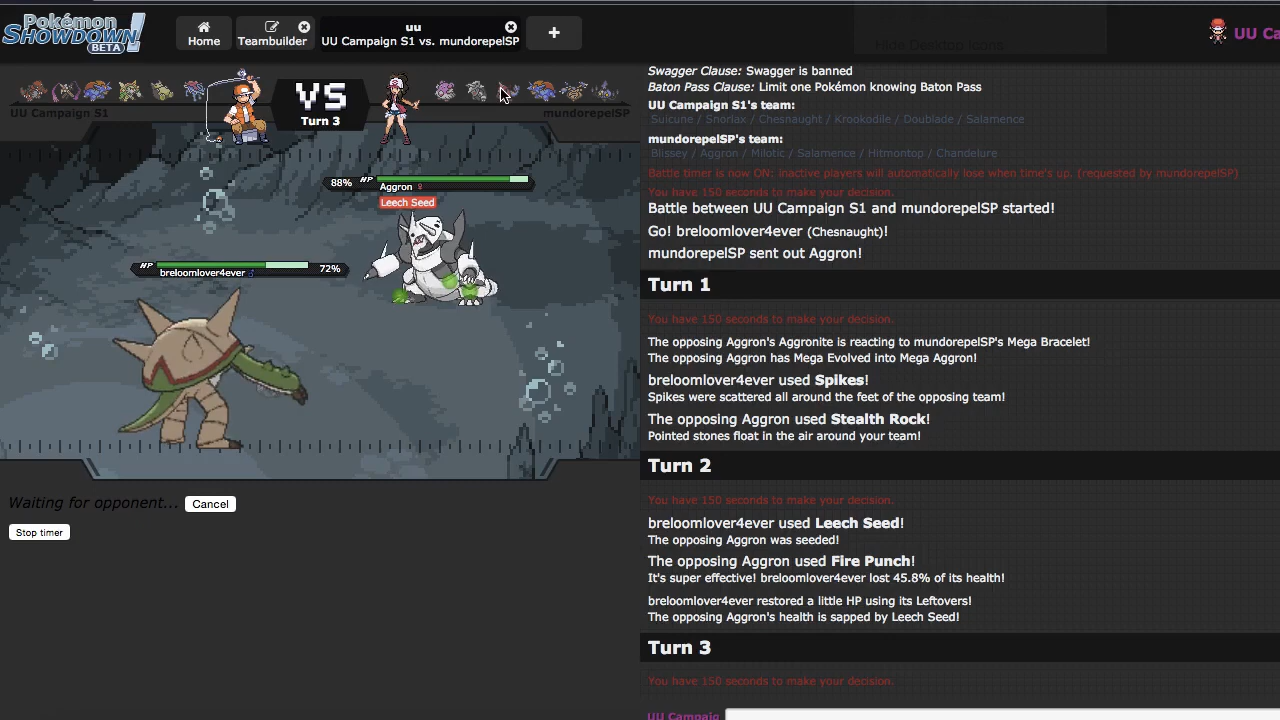 Pokémon
SHOWDOWN!
BETA
Home
Teambuilder
uu
UU Campaign S1 vs. mundorepelSP
+
UU Ca
Hide Desktop Icons
UU Campaign S1
VS
Turn 3
mundorepelSP
88% HP
Aggron ♀
Leech Seed
HP 72%
breloomlover4ever ♂
Waiting for opponent... Cancel
Stop timer
Swagger Clause: Swagger is banned
Baton Pass Clause: Limit one Pokémon knowing Baton Pass
UU Campaign S1's team:
Suicune / Snorlax / Chesnaught / Krookodile / Doublade / Salamence
mundorepelSP's team:
Blissey / Aggron / Milotic / Salamence / Hitmontop / Chandelure
Battle timer is now ON: inactive players will automatically lose when time's up. (requested by mundorepelSP)
You have 150 seconds to make your decision.
Battle between UU Campaign S1 and mundorepelSP started!
Go! breloomlover4ever (Chesnaught)!
mundorepelSP sent out Aggron!
Turn 1
You have 150 seconds to make your decision.
The opposing Aggron's Aggronite is reacting to mundorepelSP's Mega Bracelet!
The opposing Aggron has Mega Evolved into Mega Aggron!
breloomlover4ever used Spikes!
Spikes were scattered all around the feet of the opposing team!
The opposing Aggron used Stealth Rock!
Pointed stones float in the air around your team!
Turn 2
You have 150 seconds to make your decision.
breloomlover4ever used Leech Seed!
The opposing Aggron was seeded!
The opposing Aggron used Fire Punch!
It's super effective! breloomlover4ever lost 45.8% of its health!
breloomlover4ever restored a little HP using its Leftovers!
The opposing Aggron's health is sapped by Leech Seed!
Turn 3
You have 150 seconds to make your decision.
UU Campaig